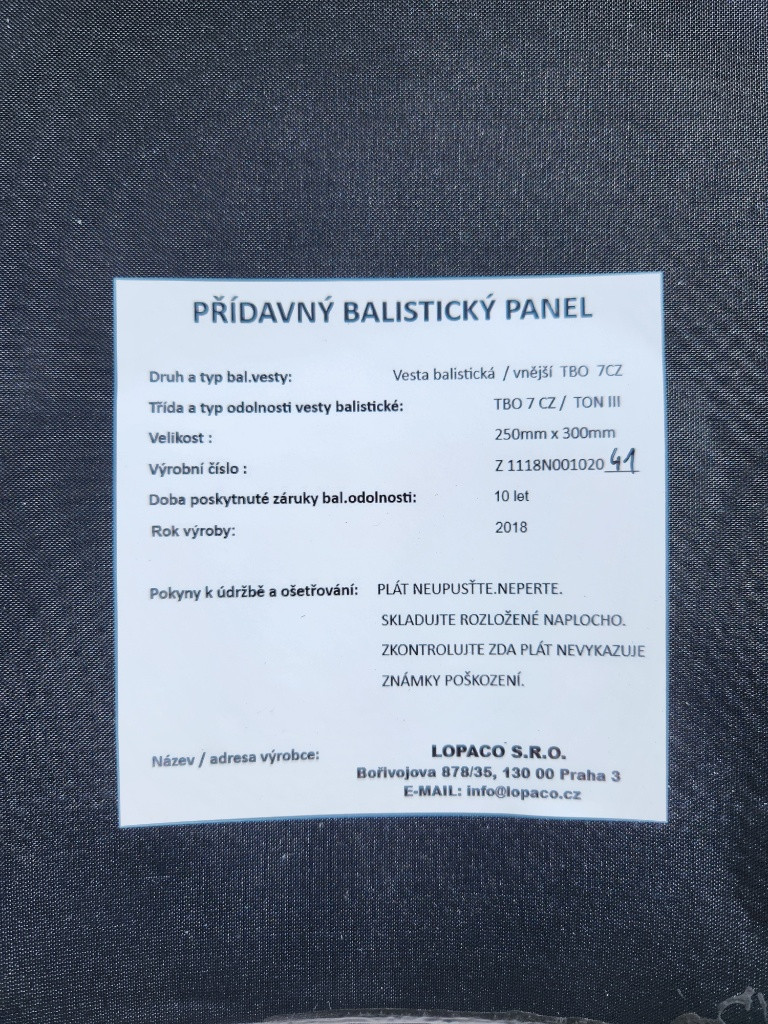 PŘÍDAVNÝ BALISTICKÝ PANEL
Druh a typ bal.vesty: Vesta balistická / vnější TBO 7CZ
Třída a typ odolnosti vesty balistické: TBO 7 CZ / TON III
Velikost : 250mm x 300mm
Výrobní číslo : Z 1118N001020 41
Doba poskytnuté záruky bal.odolnosti: 10 let
Rok výroby: 2018
Pokyny k údržbě a ošetřování: PLÁT NEUPUSŤTE.NEPERTE.
SKLADUJTE ROZLOŽENÉ NAPLOCHO.
ZKONTROLUJTE ZDA PLÁT NEVYKAZUJE
ZNÁMKY POŠKOZENÍ.
Název / adresa výrobce: LOPACO S.R.O.
Bořivojova 878/35, 130 00 Praha 3
E-MAIL: info@lopaco.cz